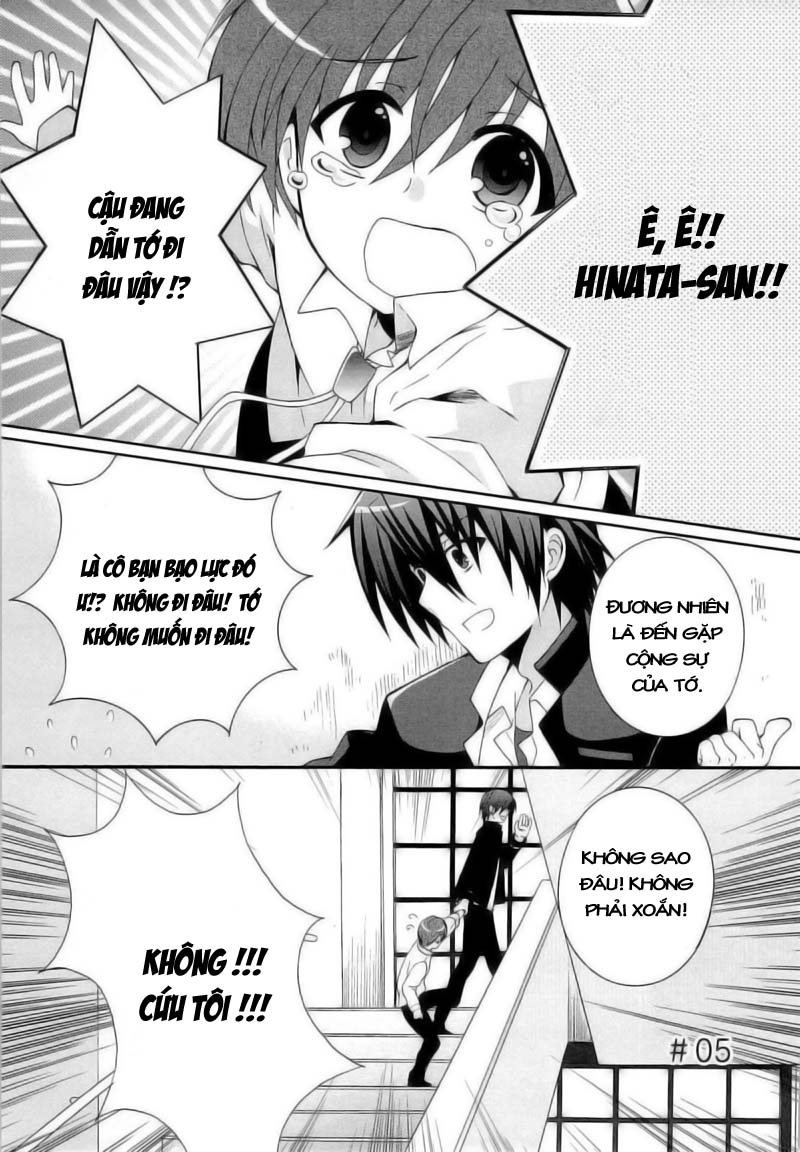 Ê, Ê!!
HINATA-SAN!!
CẬU ĐANG
DẪN TỚ ĐI
ĐÂU VẬY !?
ĐƯƠNG NHIÊN
LÀ ĐẾN GẶP
CỘNG SỰ
CỦA TỚ.
LÀ CÔ BẠN BẠO LỰC ĐÓ
Ư!? KHÔNG ĐI ĐÂU! TỚ
KHÔNG MUỐN ĐI ĐÂU!
KHÔNG SAO
ĐÂU! KHÔNG
PHẢI XOẮN!
KHÔNG !!!
CỨU TÔI !!!
#05